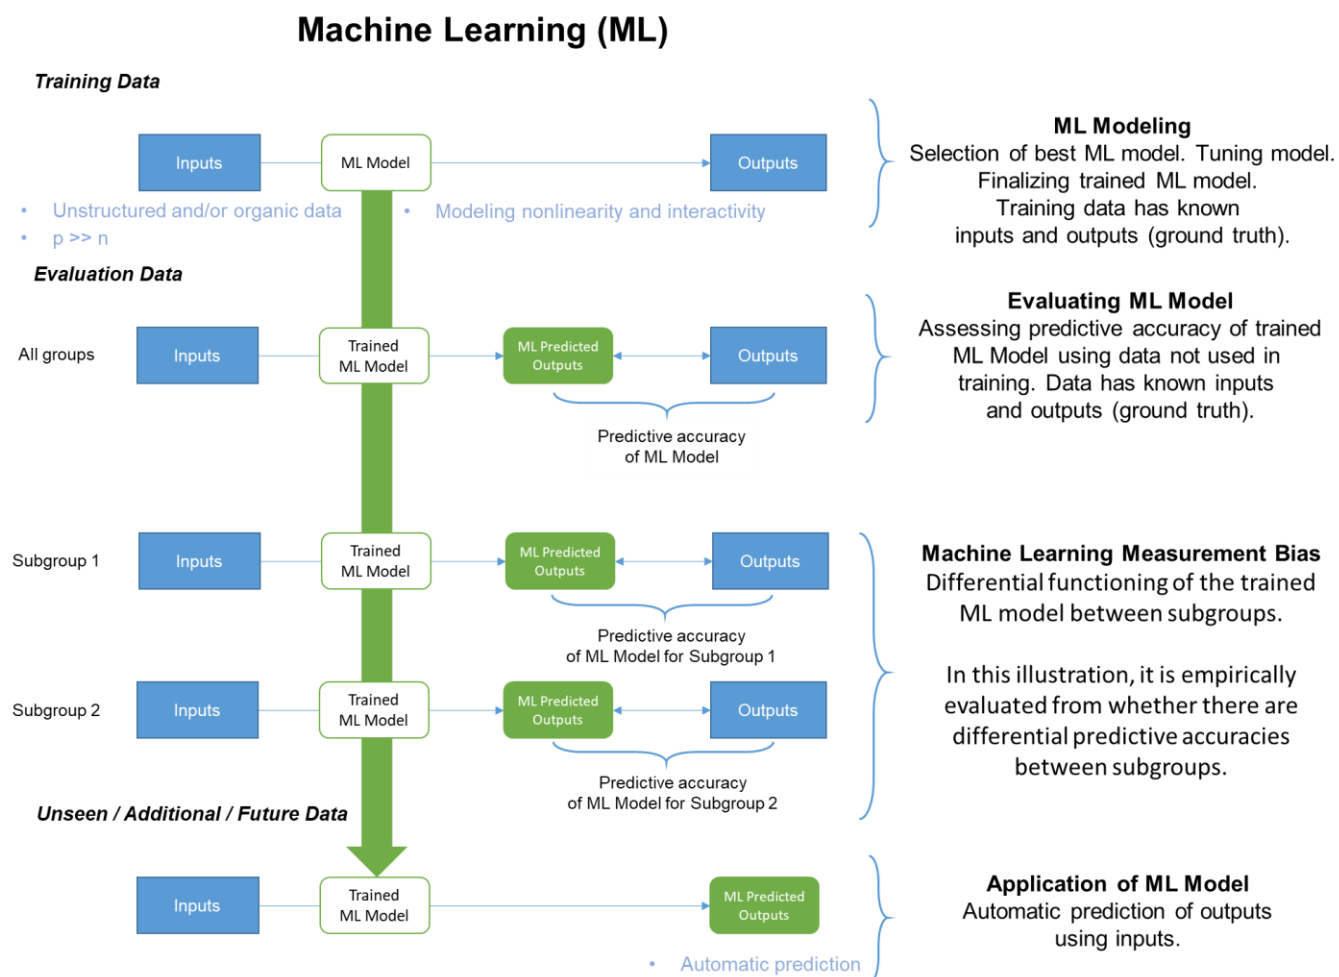 Machine Learning (ML)
Training Data
Inputs
ML Model
Outputs
• Unstructured and/or organic data
• p >> n
• Modeling nonlinearity and interactivity
ML Modeling
Selection of best ML model. Tuning model.
Finalizing trained ML model.
Training data has known
inputs and outputs (ground truth).
Evaluation Data
All groups
Inputs
Trained
ML Model
ML Predicted
Outputs
Outputs
Predictive accuracy
of ML Model
Evaluating ML Model
Assessing predictive accuracy of trained
ML Model using data not used in
training. Data has known inputs
and outputs (ground truth).
Subgroup 1
Inputs
Trained
ML Model
ML Predicted
Outputs
Outputs
Predictive accuracy
of ML Model for Subgroup 1
Subgroup 2
Inputs
Trained
ML Model
ML Predicted
Outputs
Outputs
Predictive accuracy
of ML Model for Subgroup 2
Machine Learning Measurement Bias
Differential functioning of the trained
ML model between subgroups.
In this illustration, it is empirically
evaluated from whether there are
differential predictive accuracies
between subgroups.
Unseen / Additional / Future Data
Inputs
Trained
ML Model
ML Predicted
Outputs
• Automatic prediction
Application of ML Model
Automatic prediction of outputs
using inputs.